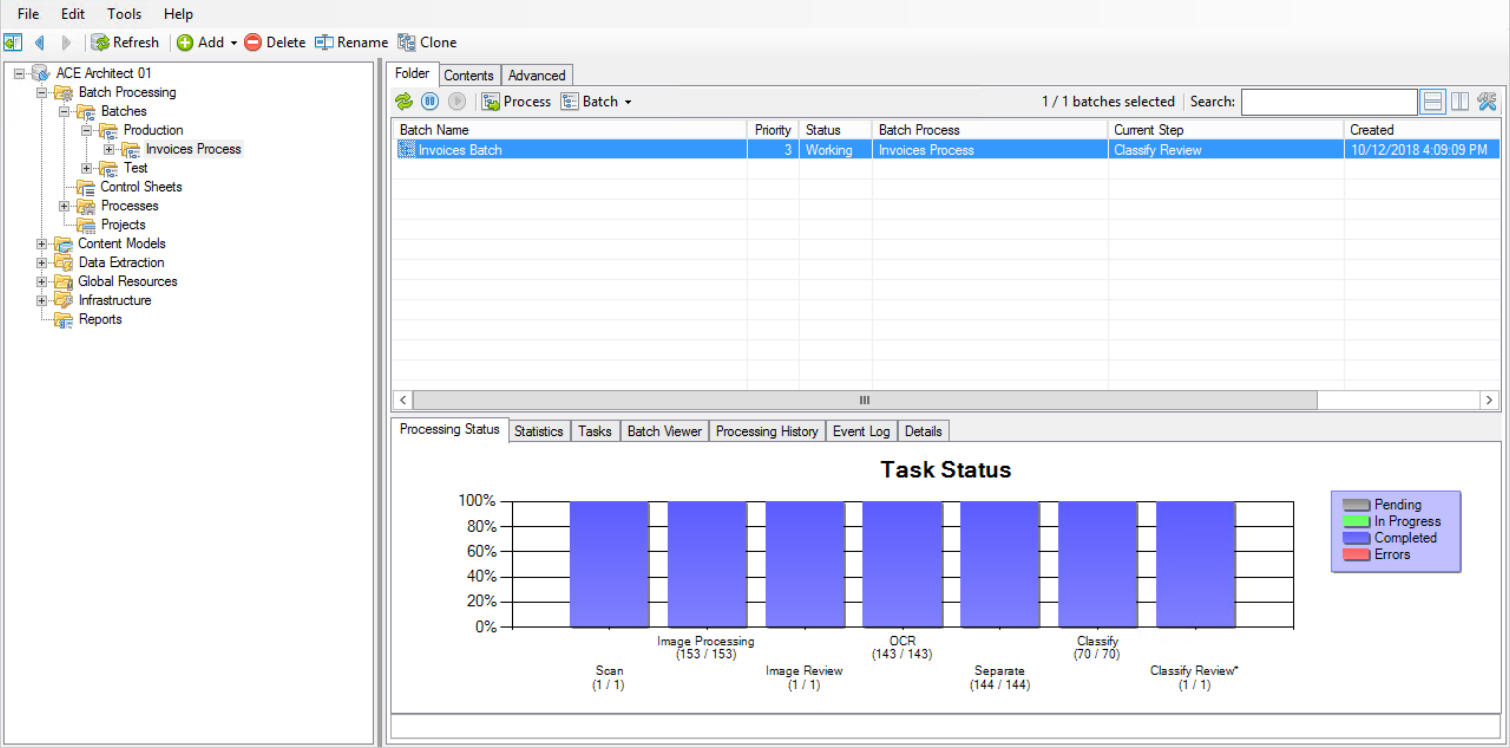 File Edit Tools Help
Refresh Add Delete Rename Clone
ACE Architect 01
Batch Processing
Batches
Production
Invoices Process
Test
Control Sheets
Processes
Projects
Content Models
Data Extraction
Global Resources
Infrastructure
Reports
Folder Contents Advanced
Process Batch 1 / 1 batches selected Search:
Batch Name Priority Status Batch Process Current Step Created
Invoices Batch 3 Working Invoices Process Classify Review 10/12/2018 4:09:09 PM
Processing Status Statistics Tasks Batch Viewer Processing History Event Log Details
Task Status
100%
80%
60%
40%
20%
0%
Image Processing OCR Classify
(153 / 153) (143 / 143) (70 / 70)
Scan Image Review Separate Classify Review*
(1 / 1) (1 / 1) (144 / 144) (1 / 1)
Pending
In Progress
Completed
Errors